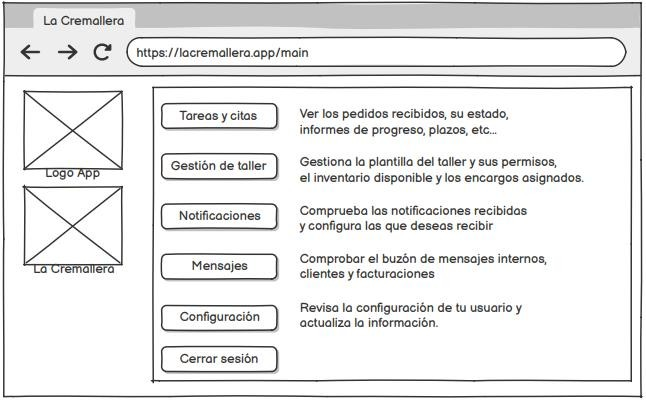 La Cremallera
https://lacremallera.app/main
Logo App
La Cremallera
Tareas y citas
Ver los pedidos recibidos, su estado,
informes de progreso, plazos, etc...
Gestión de taller
Gestiona la plantilla del taller y sus permisos,
el inventario disponible y los encargos asignados.
Notificaciones
Comprueba las notificaciones recibidas
y configura las que deseas recibir
Mensajes
Comprobar el buzón de mensajes internos,
clientes y facturaciones
Configuración
Revisa la configuración de tu usuario y
actualiza la información.
Cerrar sesión